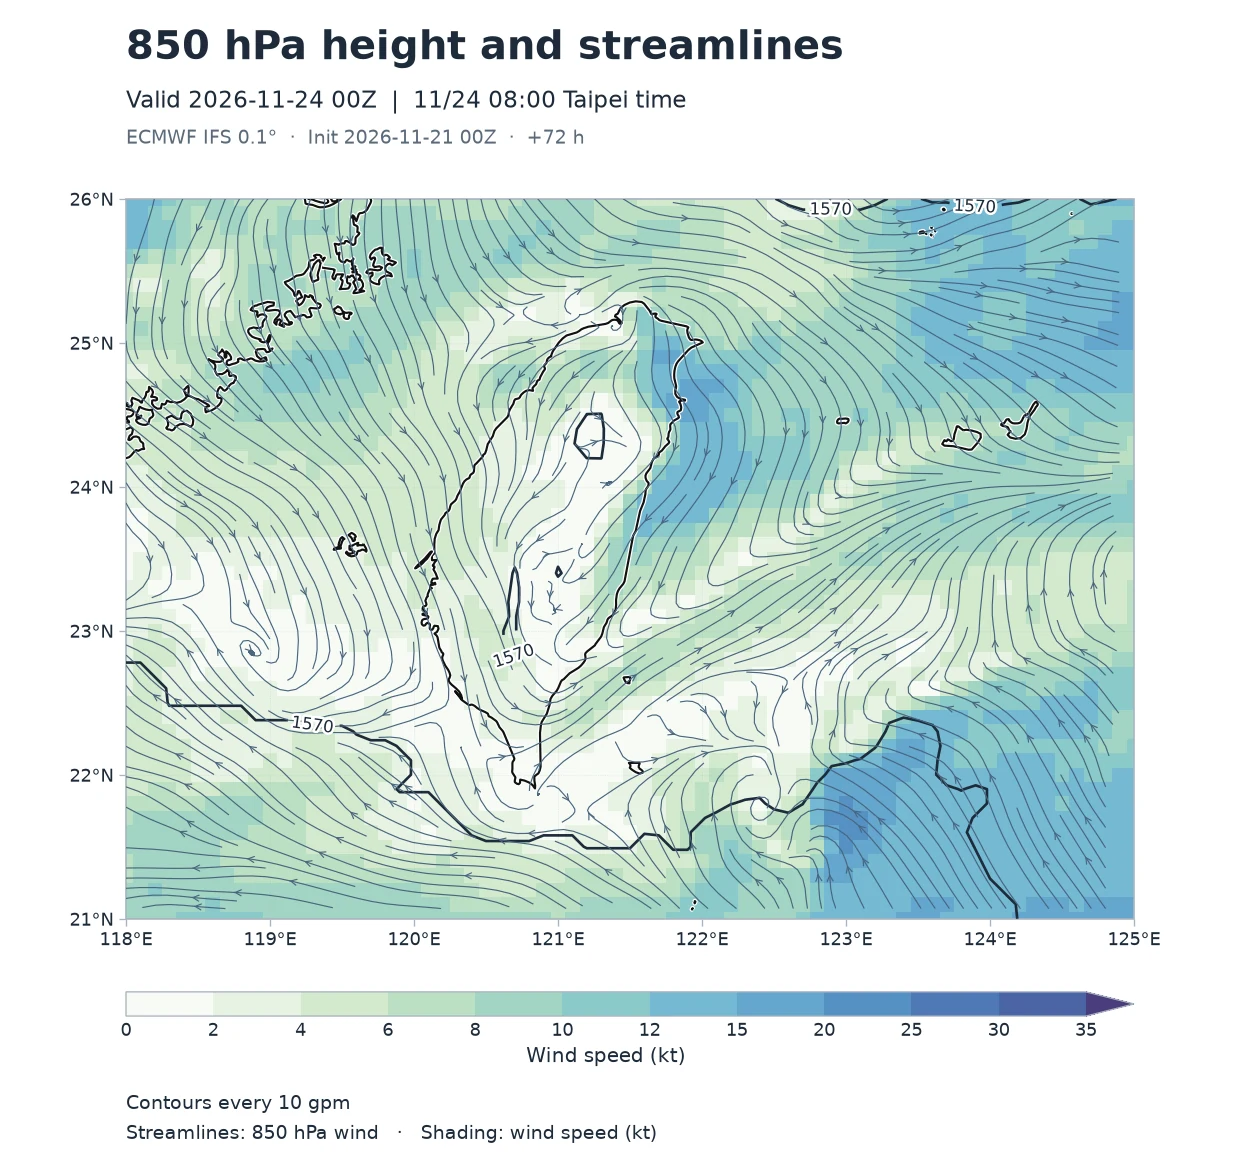 850 hPa height and streamlines
Valid 2026-11-24 00Z | 11/24 08:00 Taipei time
ECMWF IFS 0.1° · Init 2026-11-21 00Z · +72 h
26°N
1570
1570
25°N
24°N
23°N
1570
1570
22°N
21°N
118°E 119°E 120°E 121°E 122°E 123°E 124°E 125°E
0 2 4 6 8 10 12 15 20 25 30 35
Wind speed (kt)
Contours every 10 gpm
Streamlines: 850 hPa wind · Shading: wind speed (kt)